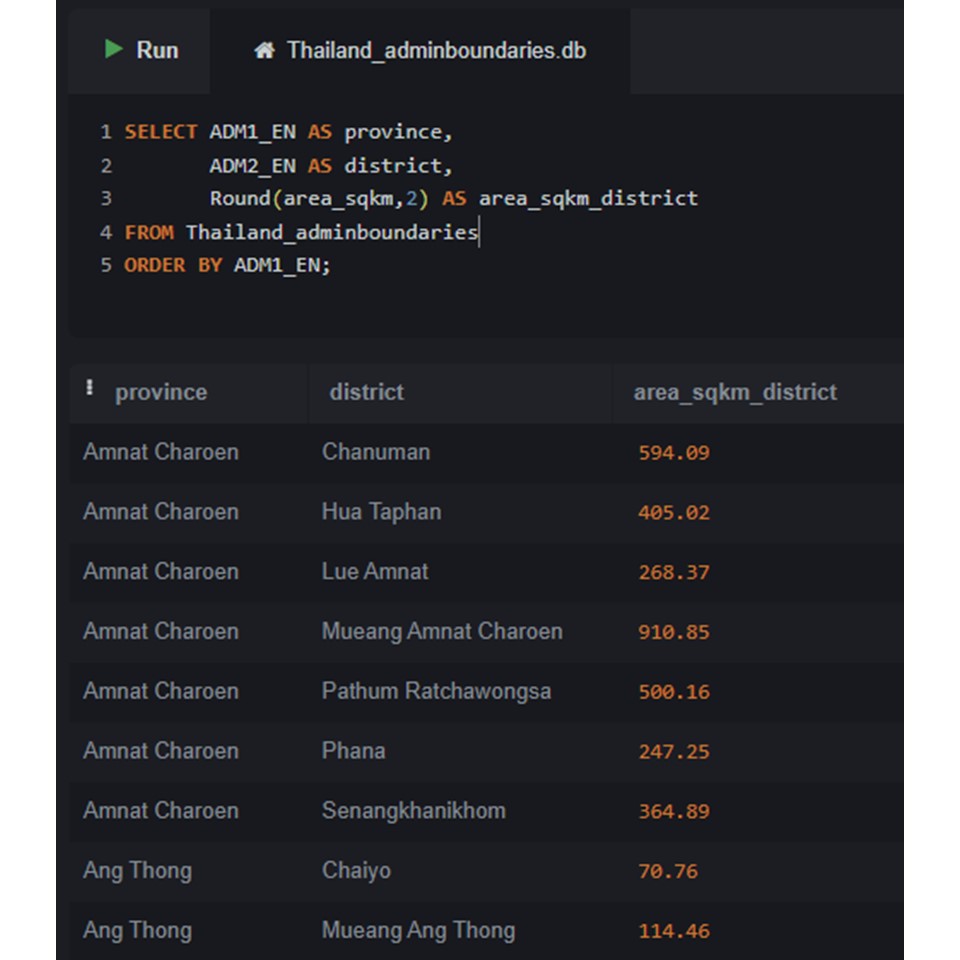 Run Thailand_adminboundaries.db
1 SELECT ADM1_EN AS province,
2 ADM2_EN AS district,
3 Round(area_sqkm,2) AS area_sqkm_district
4 FROM Thailand_adminboundaries
5 ORDER BY ADM1_EN;
province district area_sqkm_district
Amnat Charoen Chanuman 594.09
Amnat Charoen Hua Taphan 405.02
Amnat Charoen Lue Amnat 268.37
Amnat Charoen Mueang Amnat Charoen 910.85
Amnat Charoen Pathum Ratchawongsa 500.16
Amnat Charoen Phana 247.25
Amnat Charoen Senangkhanikhom 364.89
Ang Thong Chaiyo 70.76
Ang Thong Mueang Ang Thong 114.46